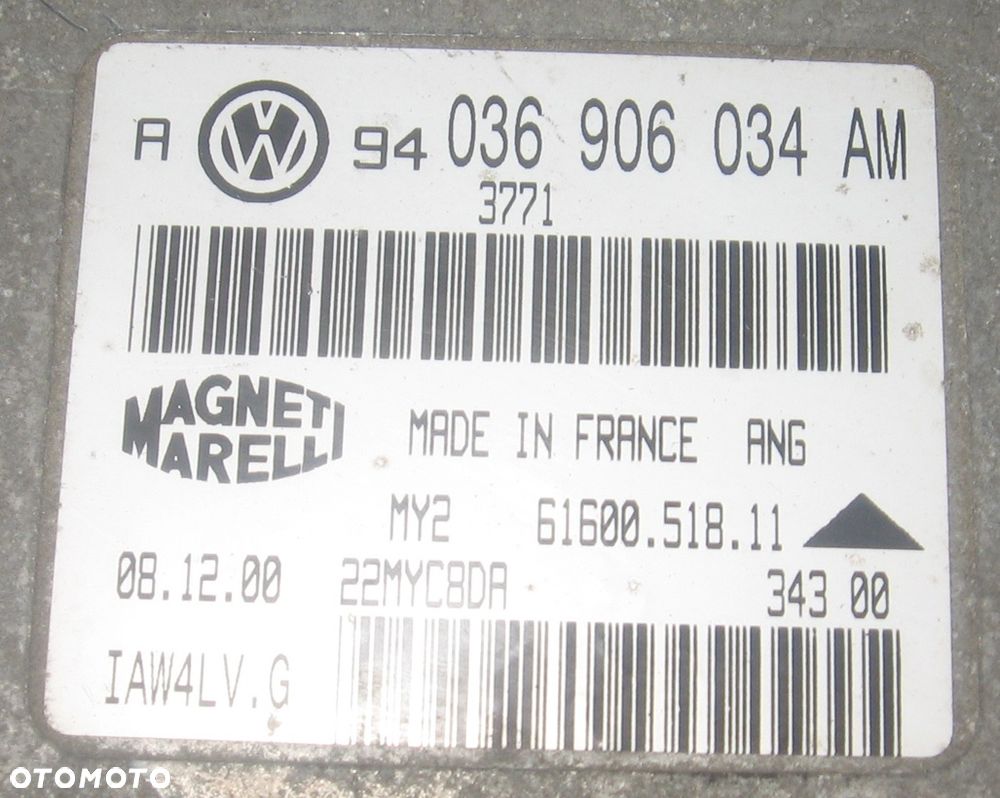 A VW 94 036 906 034 AM
3771
MAGNETI
MARELLI
MADE IN FRANCE ANG
MY2 61600.518.11
08.12.00 22MYC8DA 343 00
IAW4LV.G
OTOMOTO